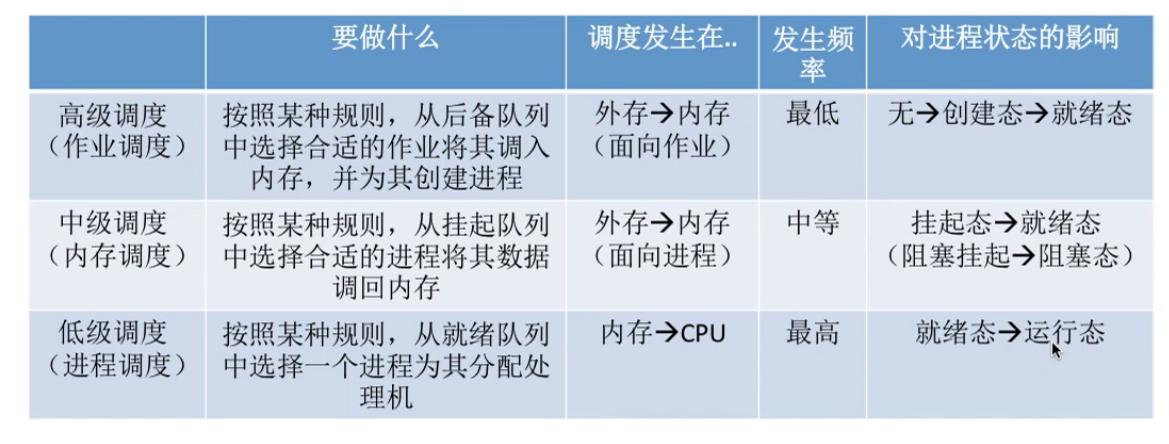 要做什么
调度发生在..
发生频
率
对进程状态的影响
高级调度
（作业调度）
按照某种规则，从后备队列
中选择合适的作业将其调入
内存，并为其创建进程
外存→内存
（面向作业）
最低
无→创建态→就绪态
中级调度
（内存调度）
按照某种规则，从挂起队列
中选择合适的进程将其数据
调回内存
外存→内存
（面向进程）
中等
挂起态→就绪态
（阻塞挂起→阻塞态）
低级调度
（进程调度）
按照某种规则，从就绪队列
中选择一个进程为其分配处
理机
内存→CPU
最高
就绪态→运行态